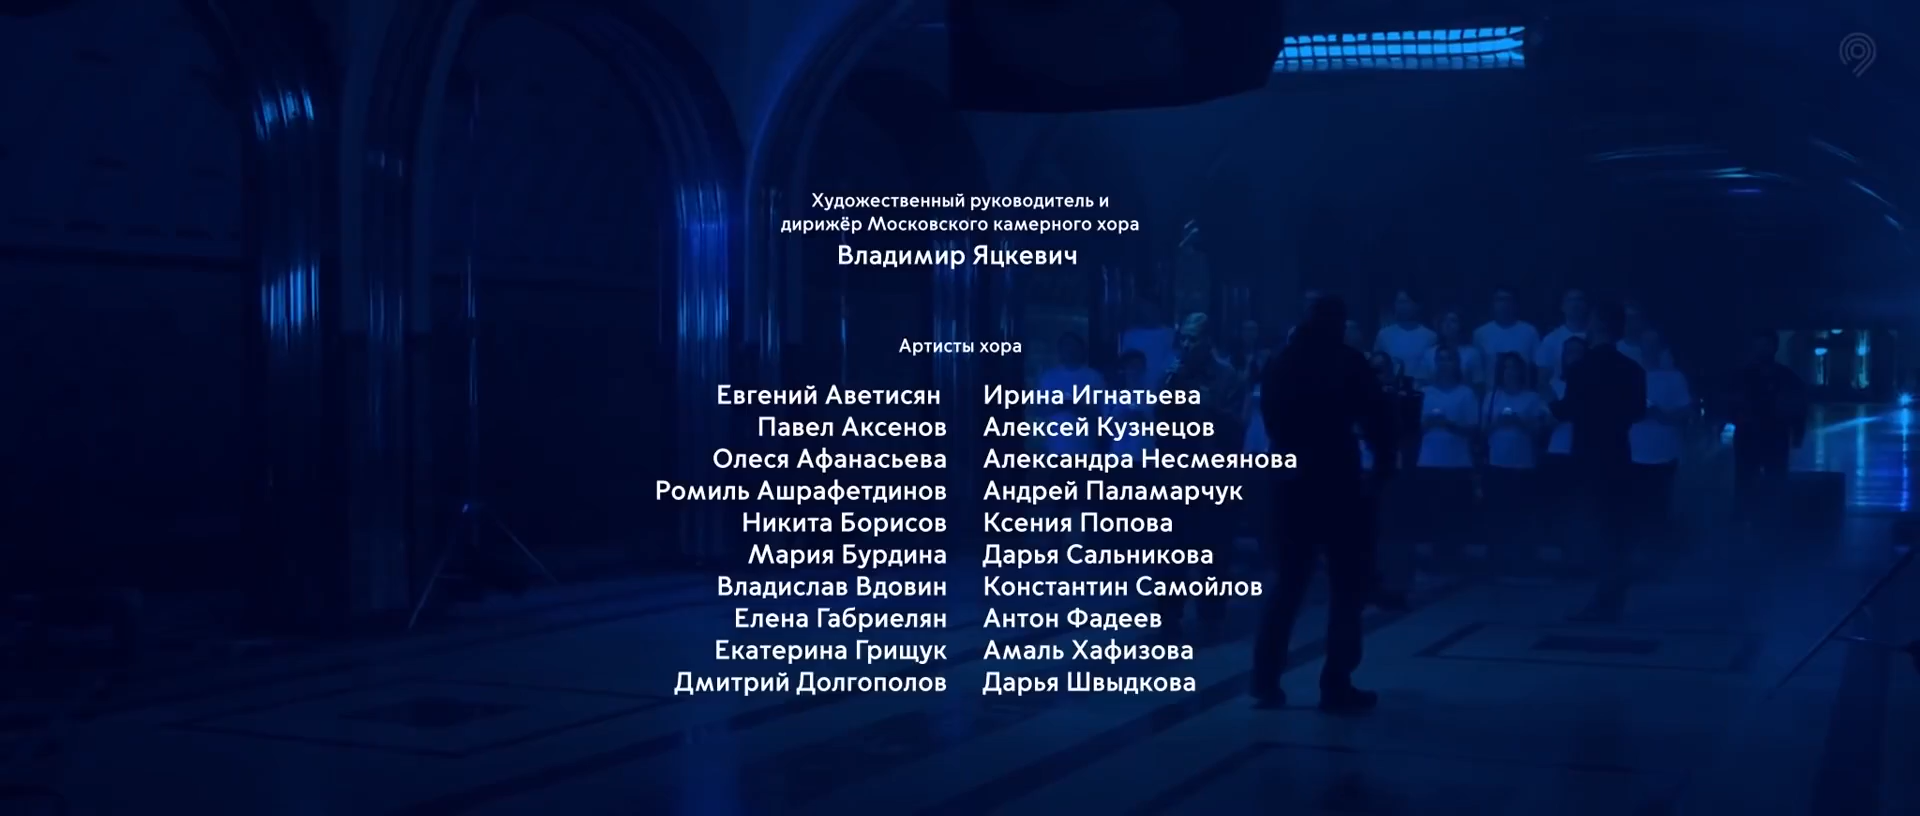 Художественный руководитель и
дирижёр Московского камерного хора
Владимир Яцкевич
Артисты хора
Евгений Аветисян
Павел Аксенов
Олеся Афанасьева
Ромиль Ашрафетдинов
Никита Борисов
Мария Бурдина
Владислав Вдовин
Елена Габриелян
Екатерина Грищук
Дмитрий Долгополов
Ирина Игнатьева
Алексей Кузнецов
Александра Несмеянова
Андрей Паламарчук
Ксения Попова
Дарья Сальникова
Константин Самойлов
Антон Фадеев
Амаль Хафизова
Дарья Швыдкова